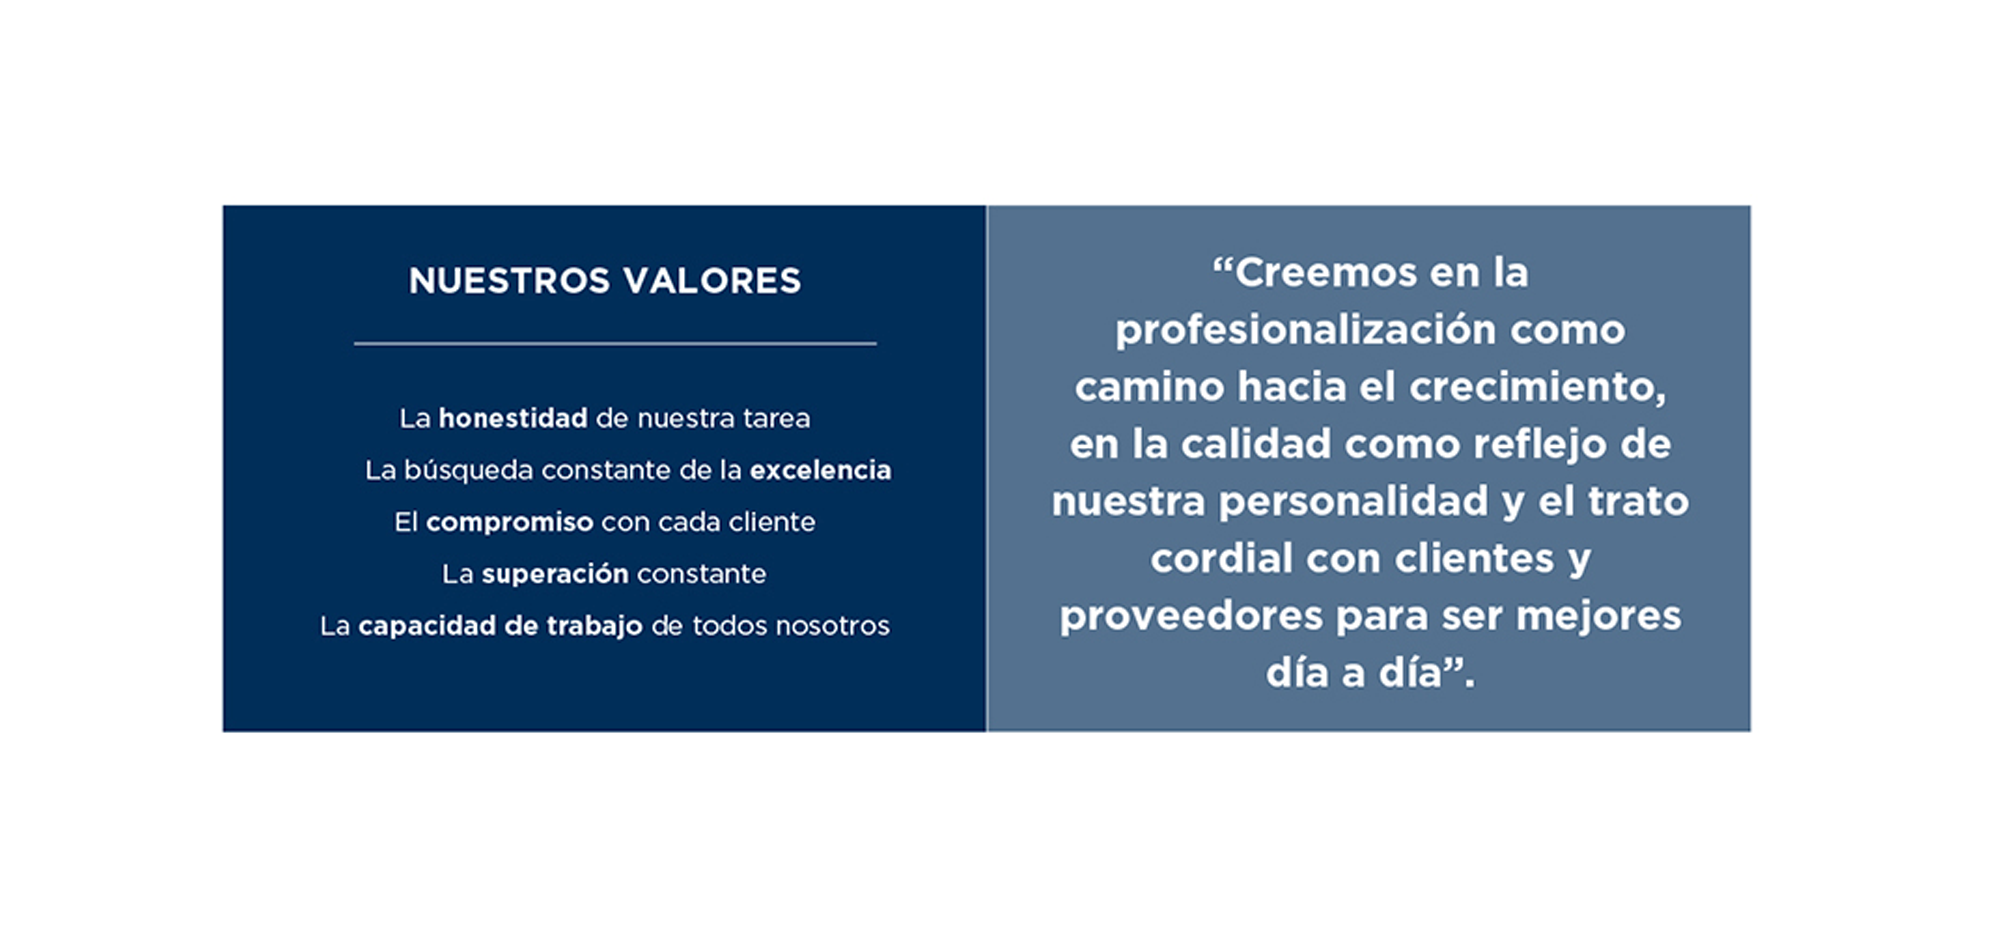 NUESTROS VALORES
La honestidad de nuestra tarea
La búsqueda constante de la excelencia
El compromiso con cada cliente
La superación constante
La capacidad de trabajo de todos nosotros
“Creemos en la
profesionalización como
camino hacia el crecimiento,
en la calidad como reflejo de
nuestra personalidad y el trato
cordial con clientes y
proveedores para ser mejores
día a día”.